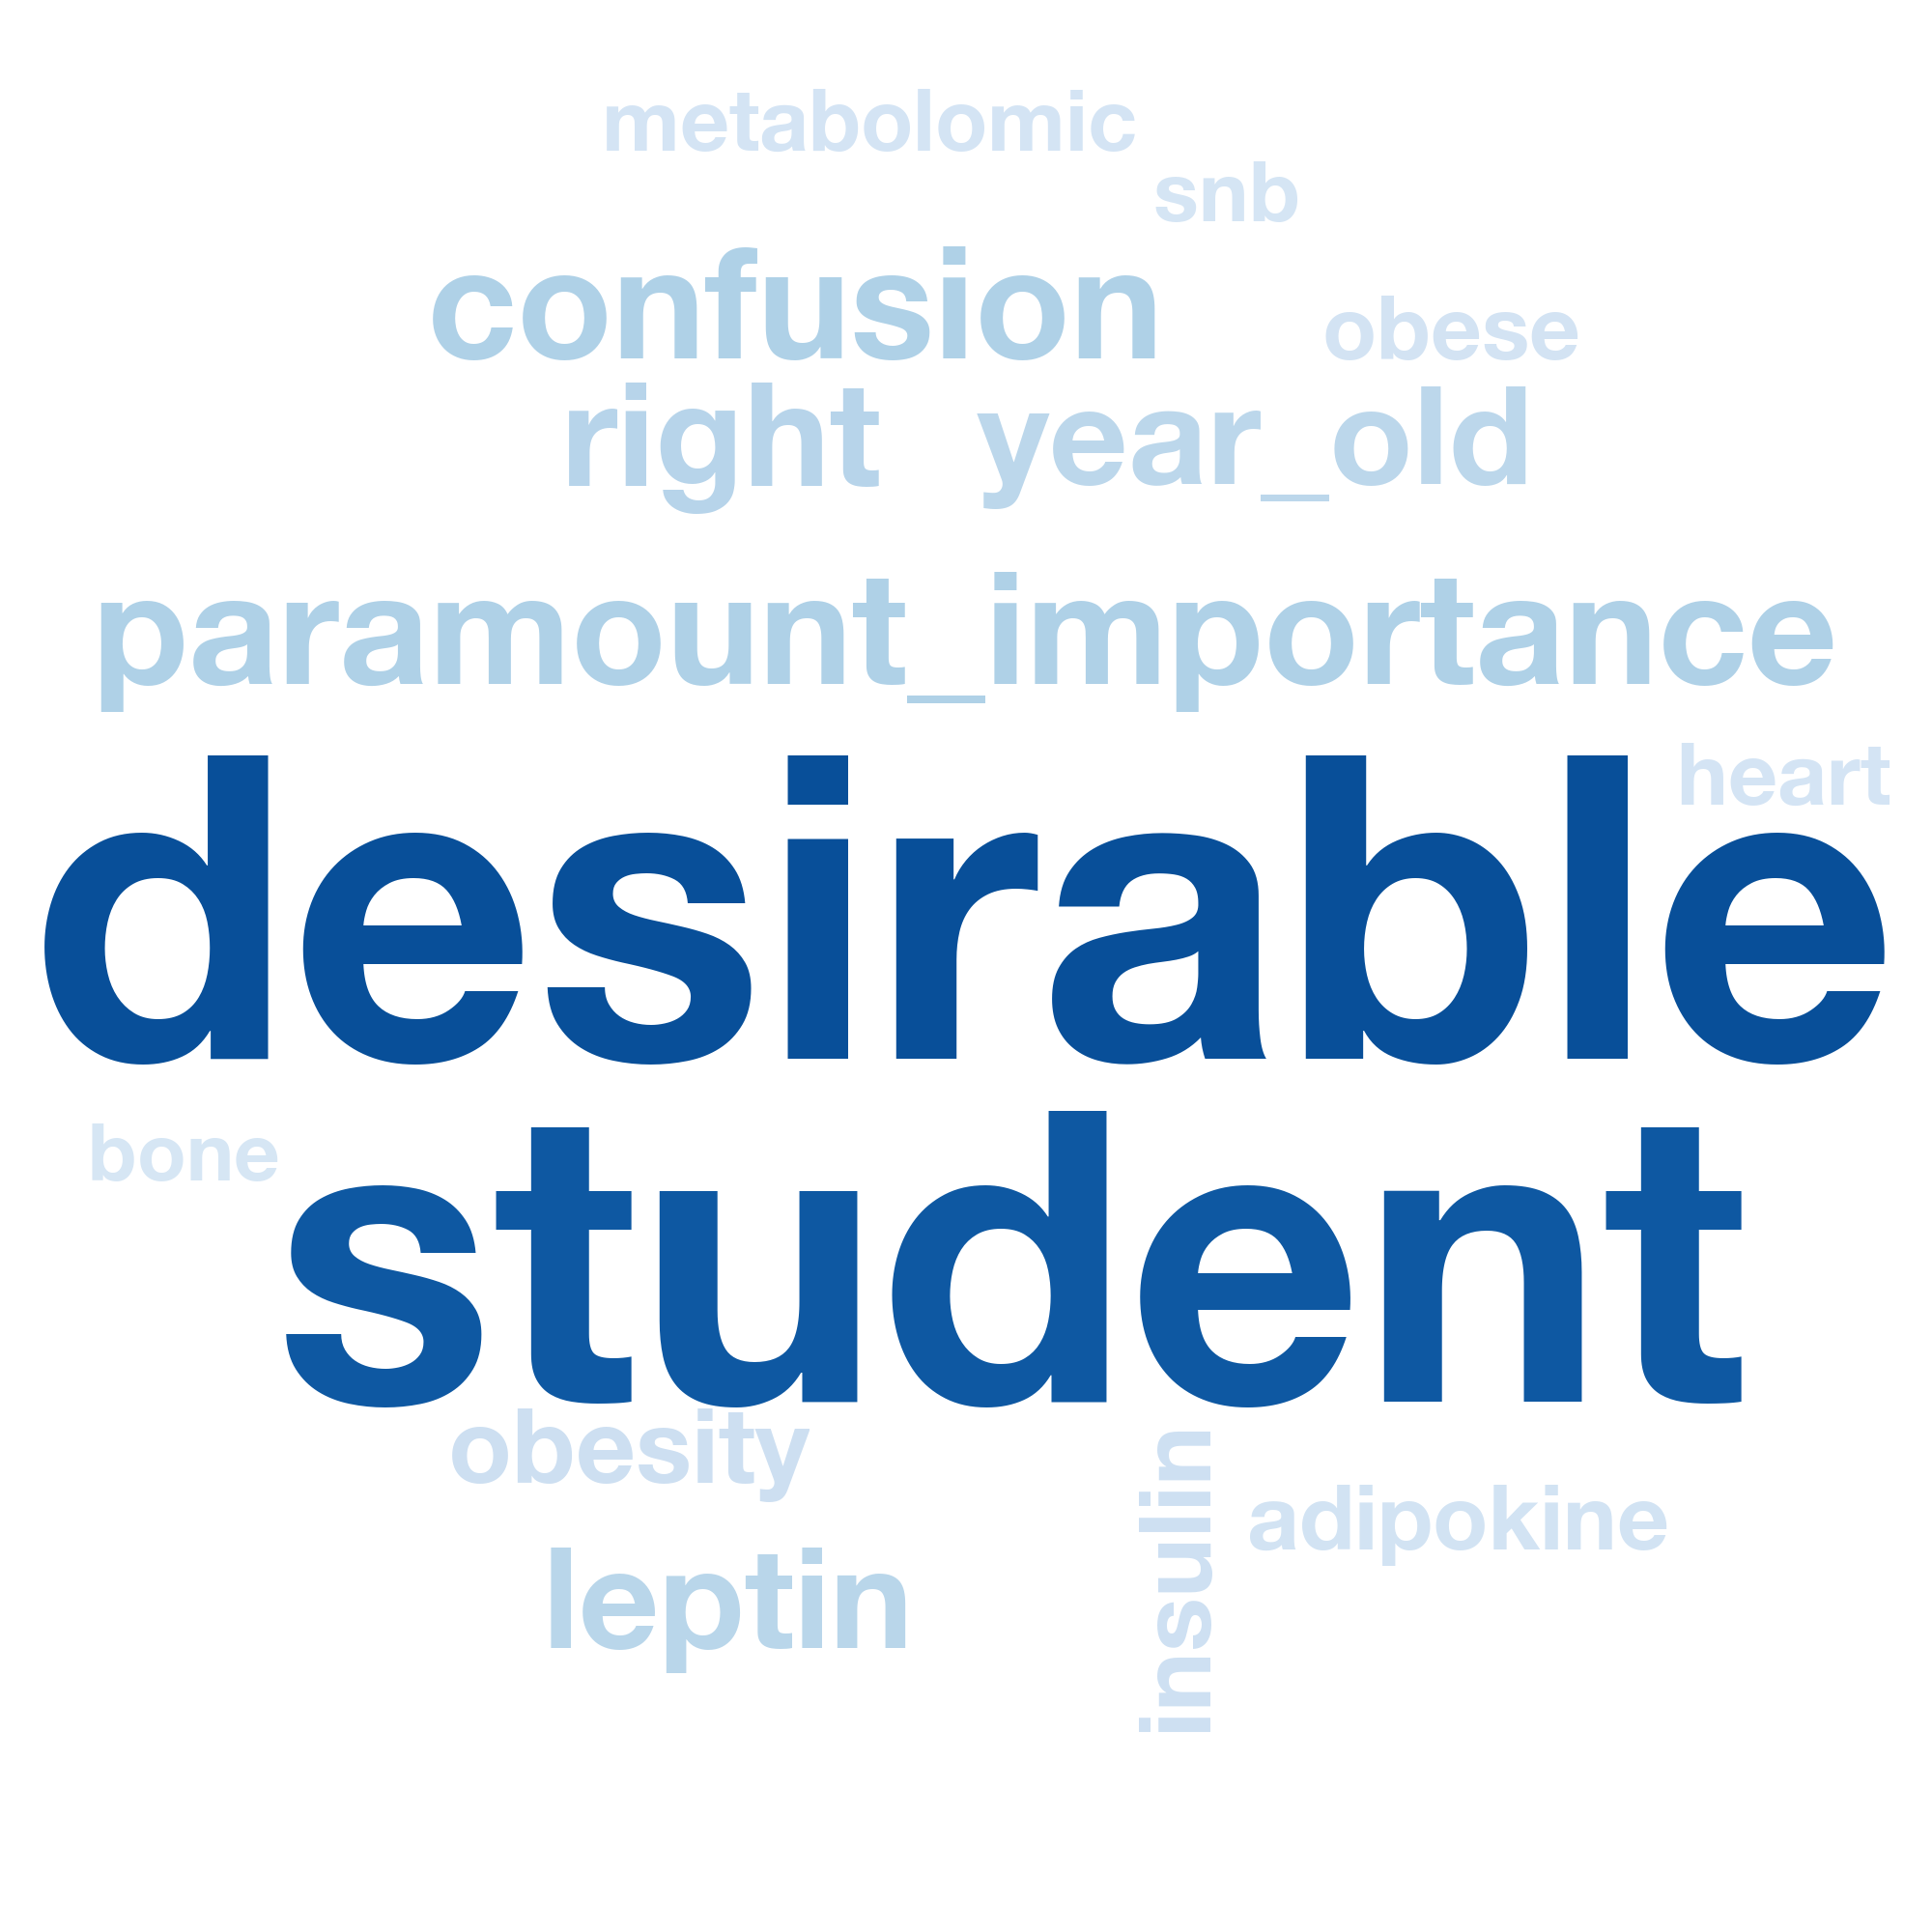 metabolomic
snb
confusion
obese
right year_old
paramount_importance
heart
desirable
bone
student
obesity
insulin
adipokine
leptin